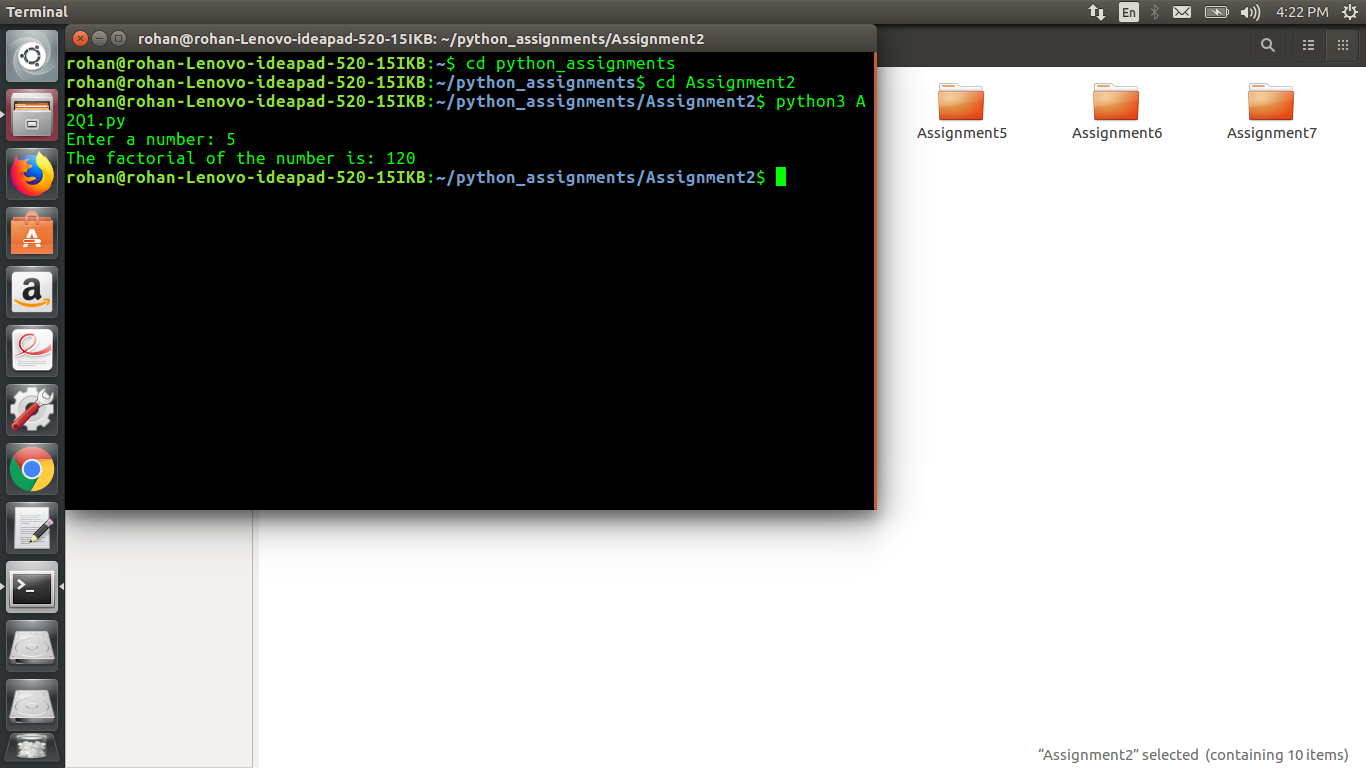 Terminal
En
4:22 PM
rohan@rohan-Lenovo-ideapad-520-15IKB: ~/python_assignments/Assignment2
rohan@rohan-Lenovo-ideapad-520-15IKB:~$ cd python_assignments
rohan@rohan-Lenovo-ideapad-520-15IKB:~/python_assignments$ cd Assignment2
rohan@rohan-Lenovo-ideapad-520-15IKB:~/python_assignments/Assignment2$ python3 A
2Q1.py
Enter a number: 5
The factorial of the number is: 120
rohan@rohan-Lenovo-ideapad-520-15IKB:~/python_assignments/Assignment2$
Assignment5
Assignment6
Assignment7
“Assignment2” selected (containing 10 items)